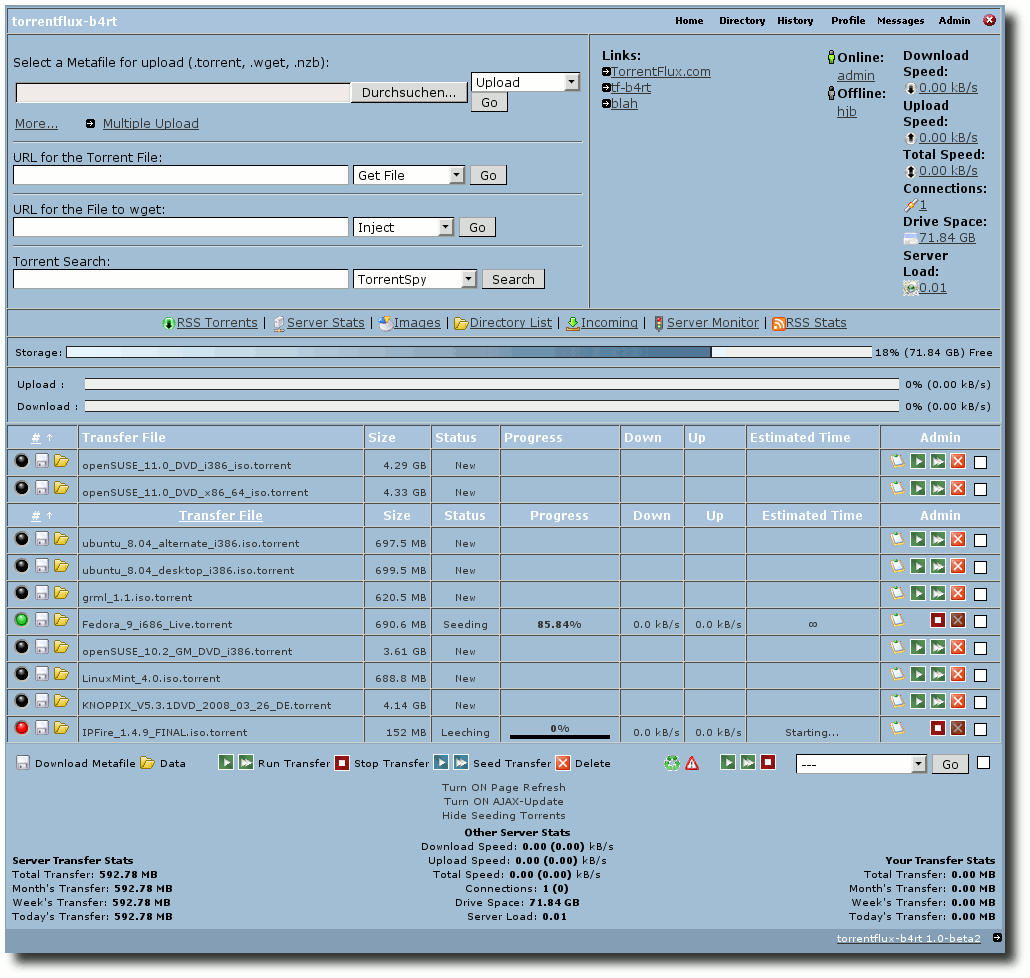 torrentflux-b4rt
Home Directory History Profile Messages Admin
Select a Metafile for upload (.torrent, .wget, .nzb):
Durchsuchen... Upload
Go
More... Multiple Upload
URL for the Torrent File:
Get File Go
URL for the File to wget:
Inject Go
Torrent Search:
TorrentSpy Search
Links:
TorrentFlux.com
tf-b4rt
blah
Online:
admin
Offline:
hjb
Download
Speed:
0.00 kB/s
Upload
Speed:
0.00 kB/s
Total Speed:
0.00 kB/s
Connections:
1
Drive Space:
71.84 GB
Server
Load:
0.01
RSS Torrents | Server Stats | Images | Directory List | Incoming | Server Monitor | RSS Stats
Storage: 18% (71.84 GB) Free
Upload : 0% (0.00 kB/s)
Download : 0% (0.00 kB/s)
# ↑ Transfer File Size Status Progress Down Up Estimated Time Admin
openSUSE_11.0_DVD_i386_iso.torrent 4.29 GB New
openSUSE_11.0_DVD_x86_64_iso.torrent 4.33 GB New
# ↑ Transfer File Size Status Progress Down Up Estimated Time Admin
ubuntu_8.04_alternate_i386.iso.torrent 697.5 MB New
ubuntu_8.04_desktop_i386.iso.torrent 699.5 MB New
grml_1.1.iso.torrent 620.5 MB New
Fedora_9_i686_Live.torrent 690.6 MB Seeding 85.84% 0.0 kB/s 0.0 kB/s ∞
openSUSE_10.2_GM_DVD_i386.torrent 3.61 GB New
LinuxMint_4.0.iso.torrent 688.8 MB New
KNOPPIX_V5.3.1DVD_2008_03_26_DE.torrent 4.14 GB New
IPFire_1.4.9_FINAL.iso.torrent 152 MB Leeching 0% 0.0 kB/s 0.0 kB/s Starting...
Download Metafile Data Run Transfer Stop Transfer Seed Transfer Delete --- Go
Turn ON Page Refresh
Turn ON AJAX-Update
Hide Seeding Torrents
Other Server Stats
Download Speed: 0.00 (0.00) kB/s
Upload Speed: 0.00 (0.00) kB/s
Total Speed: 0.00 (0.00) kB/s
Connections: 1 (0)
Drive Space: 71.84 GB
Server Load: 0.01
Server Transfer Stats
Total Transfer: 592.78 MB
Month's Transfer: 592.78 MB
Week's Transfer: 592.78 MB
Today's Transfer: 592.78 MB
Your Transfer Stats
Total Transfer: 0.00 MB
Month's Transfer: 0.00 MB
Week's Transfer: 0.00 MB
Today's Transfer: 0.00 MB
torrentflux-b4rt 1.0-beta2